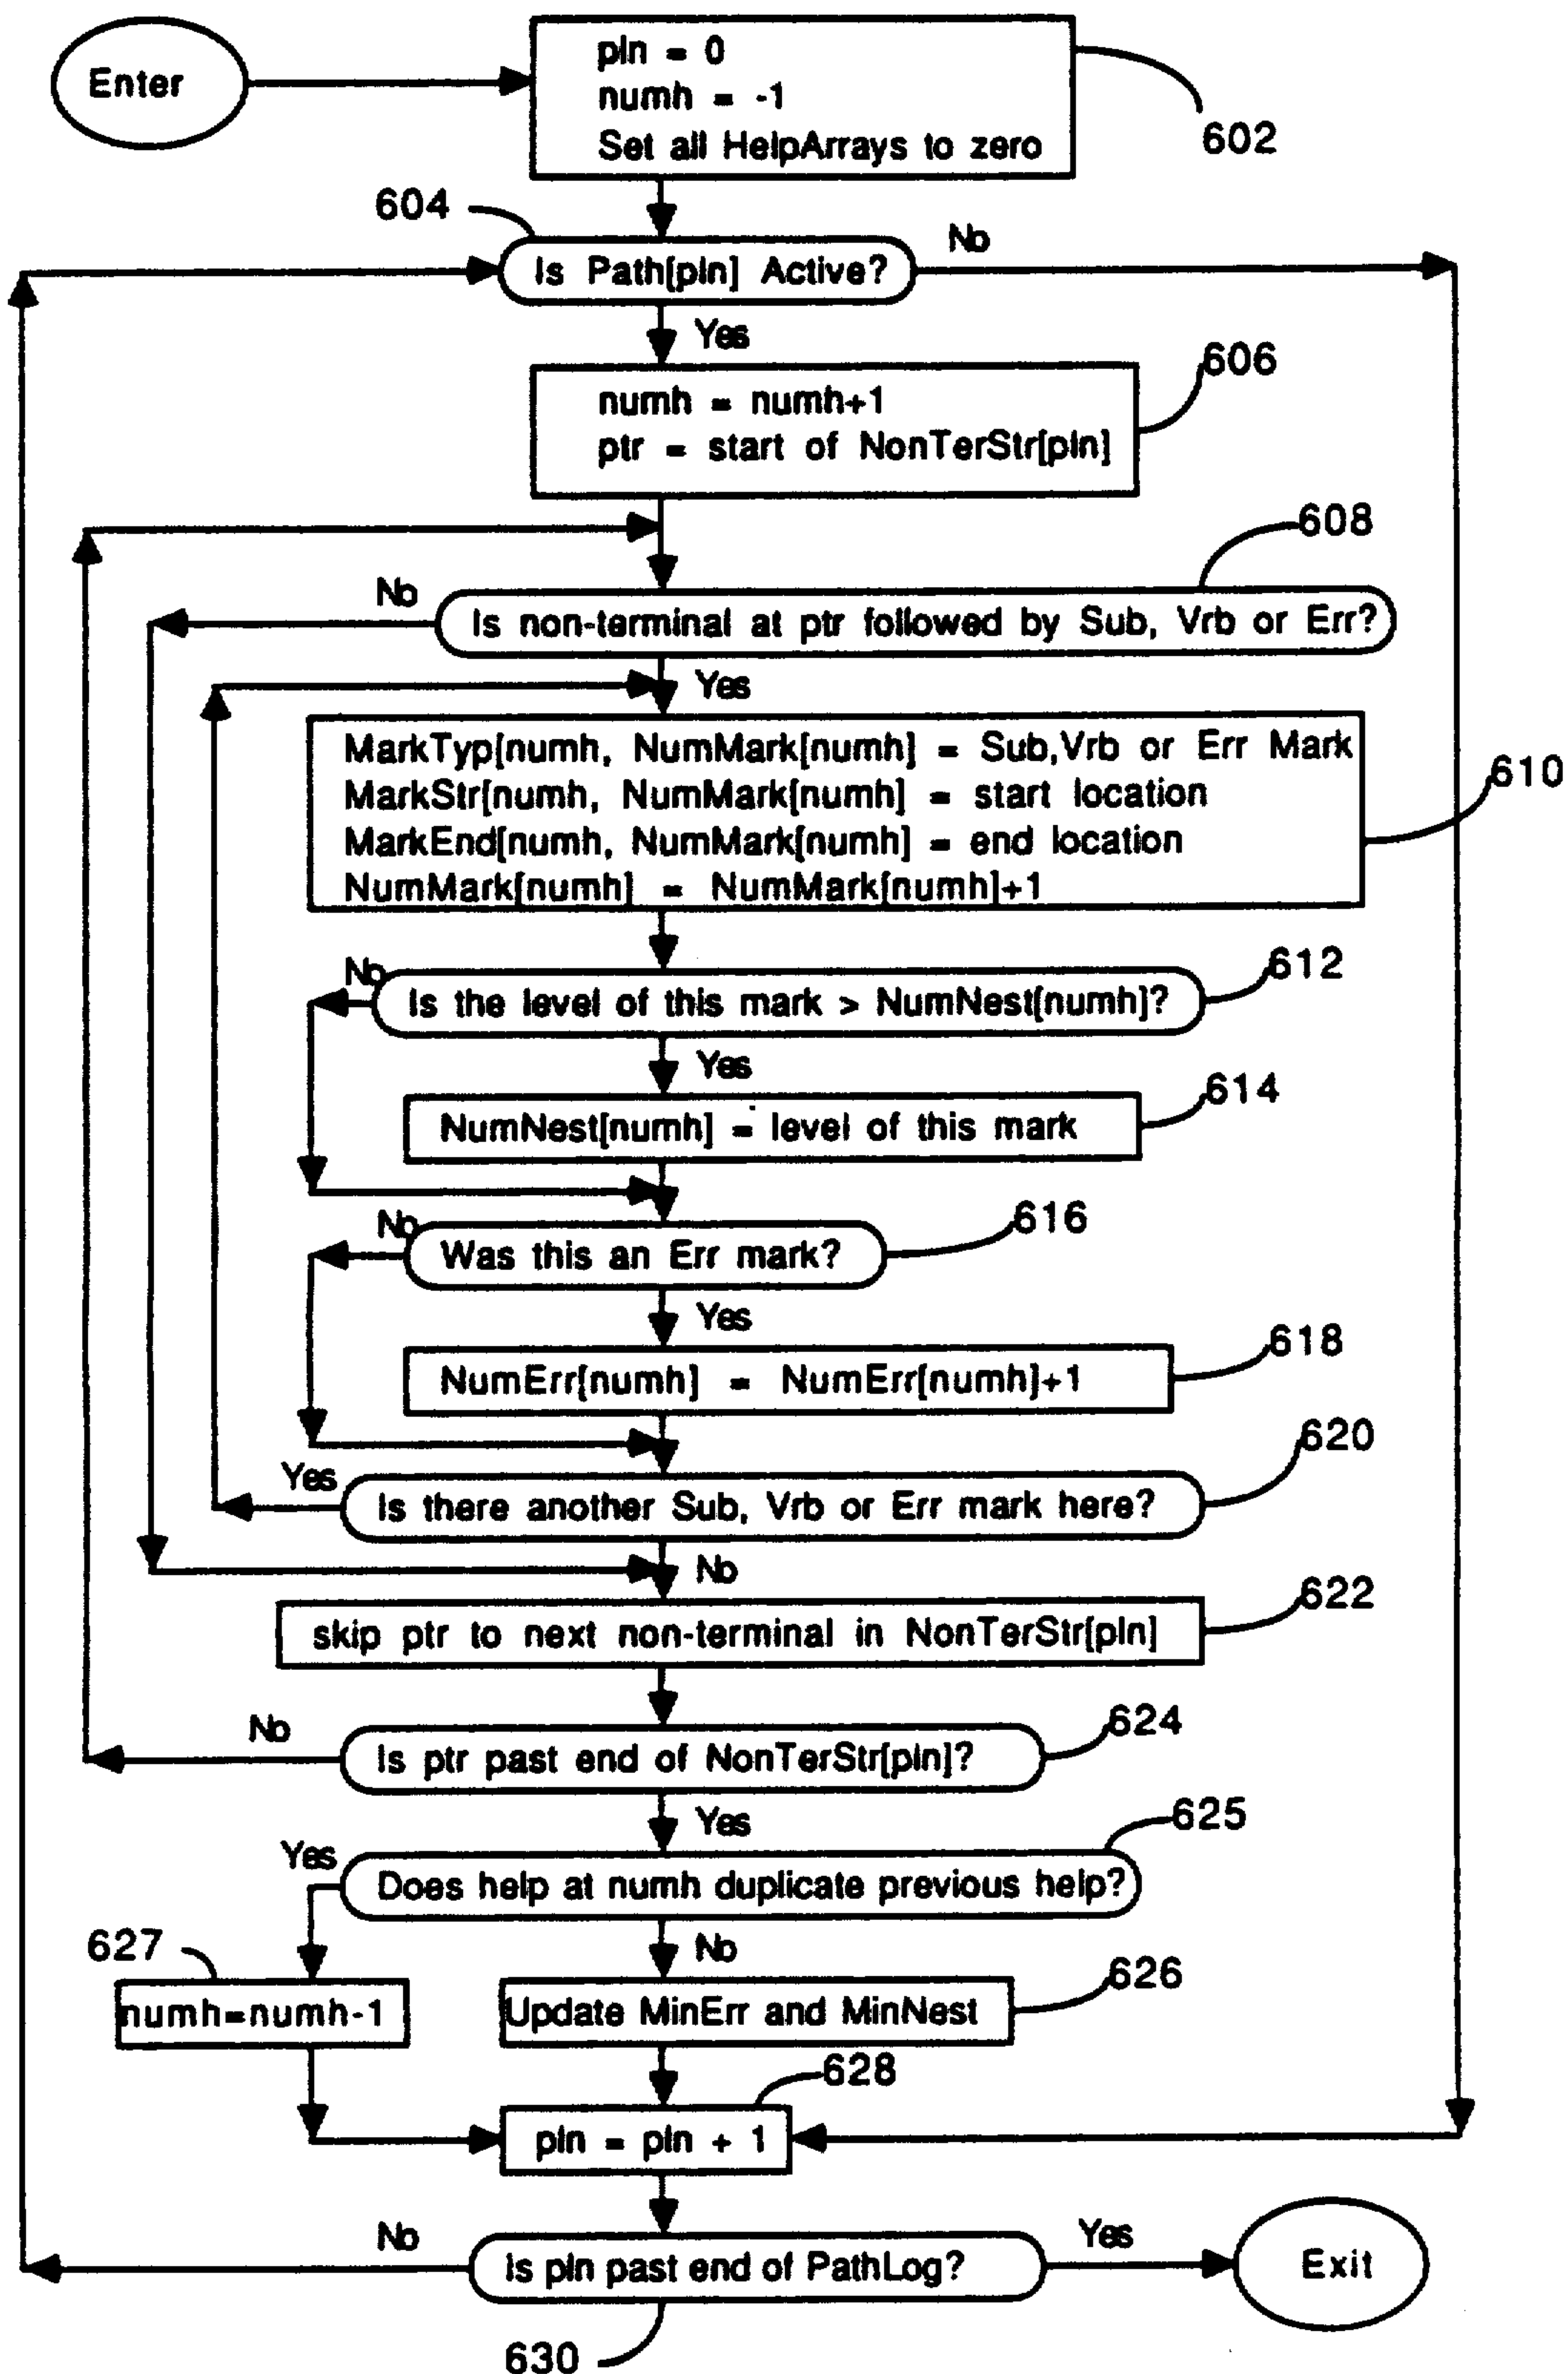 Enter
pln = 0
numh = -1
Set all HelpArrays to zero
602
604
Is Path[pln] Active?
No
Yes
606
numh = numh+1
ptr = start of NonTerStr[pln]
608
No
Is non-terminal at ptr followed by Sub, Vrb or Err?
Yes
MarkTyp[numh, NumMark[numh] = Sub,Vrb or Err Mark
MarkStr[numh, NumMark[numh] = start location
MarkEnd[numh, NumMark[numh] = end location
NumMark[numh] = NumMark[numh]+1
610
No
Is the level of this mark > NumNest[numh]?
612
Yes
NumNest[numh] = level of this mark
614
No
Was this an Err mark?
616
Yes
NumErr[numh] = NumErr[numh]+1
618
Yes
Is there another Sub, Vrb or Err mark here?
620
No
skip ptr to next non-terminal in NonTerStr[pln]
622
No
Is ptr past end of NonTerStr[pln]?
624
Yes
625
Yes
Does help at numh duplicate previous help?
No
627
numh=numh-1
Update MinErr and MinNest
626
628
pln = pln + 1
No
Is pln past end of PathLog?
Yes
Exit
630